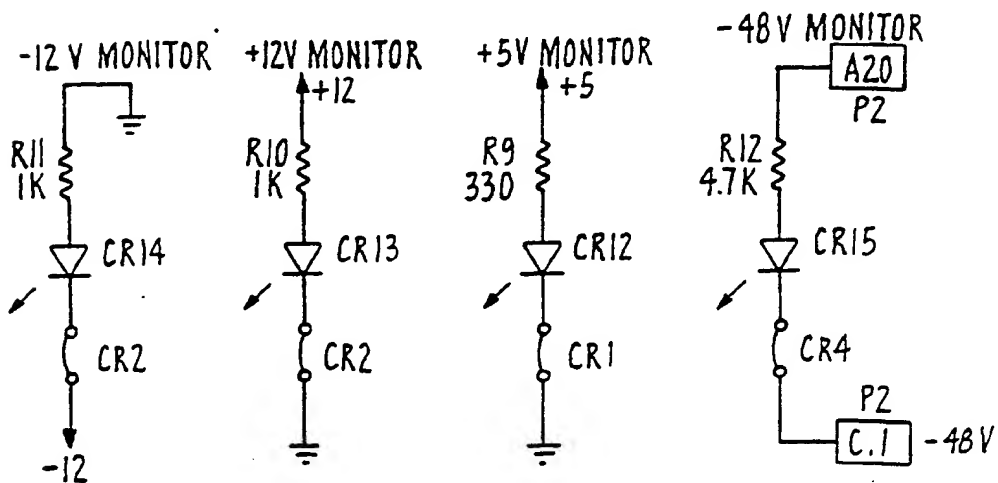 -12 V MONITOR
R11
1K
CR14
CR2
-12
+12V MONITOR
+12
R10
1K
CR13
CR2
+5V MONITOR
+5
R9
330
CR12
CR1
-48V MONITOR
A20
P2
R12
4.7K
CR15
CR4
P2
C.1
-48V